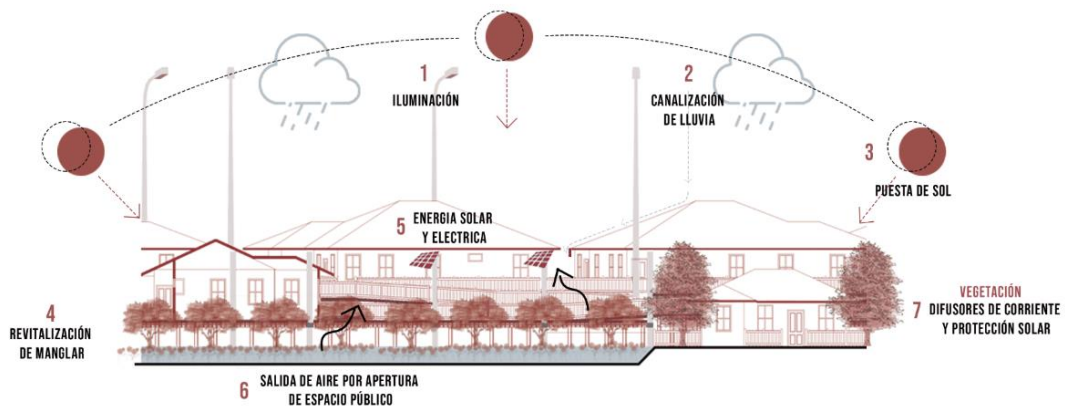 1
ILUMINACIÓN
2
CANALIZACIÓN
DE LLUVIA
3
PUESTA DE SOL
4
REVITALIZACIÓN
DE MANGLAR
5
ENERGIA SOLAR
Y ELECTRICA
6
SALIDA DE AIRE POR APERTURA
DE ESPACIO PÚBLICO
7
VEGETACIÓN
DIFUSORES DE CORRIENTE
Y PROTECCIÓN SOLAR